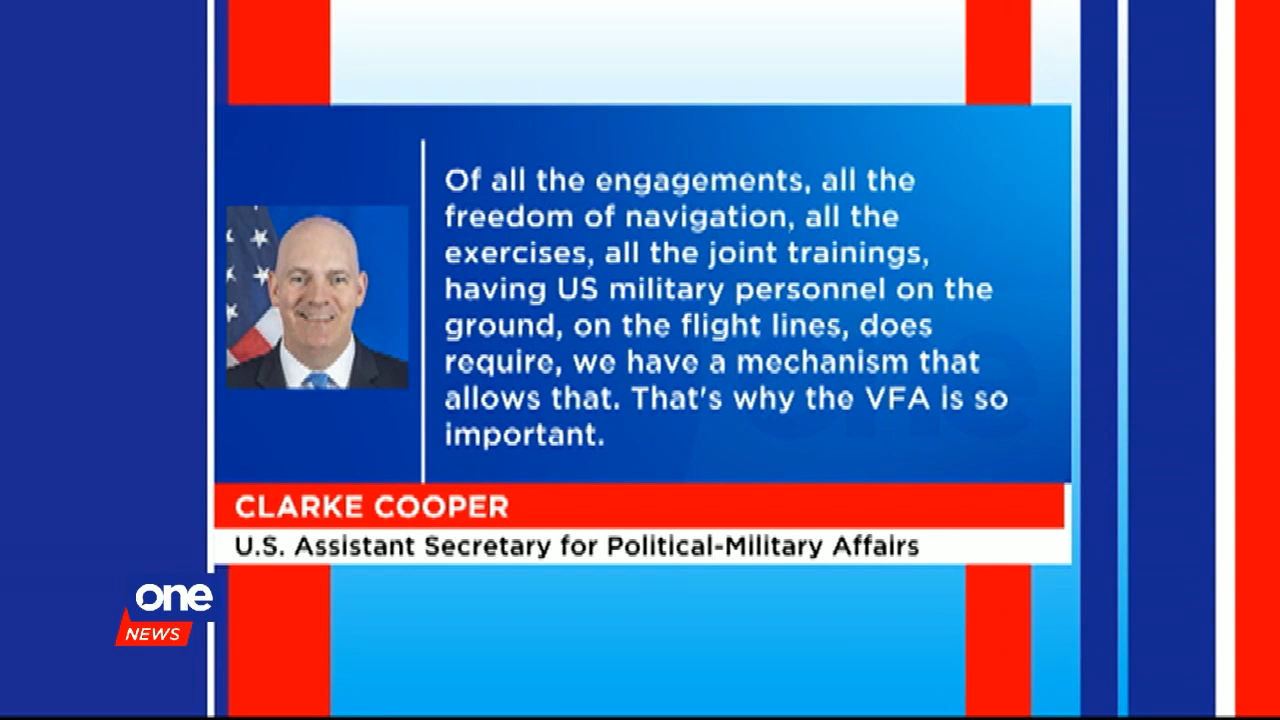 Of all the engagements, all the
freedom of navigation, all the
exercises, all the joint trainings,
having US military personnel on the
ground, on the flight lines, does
require, we have a mechanism that
allows that. That's why the VFA is so
important.
CLARKE COOPER
U.S. Assistant Secretary for Political-Military Affairs
one
NEWS